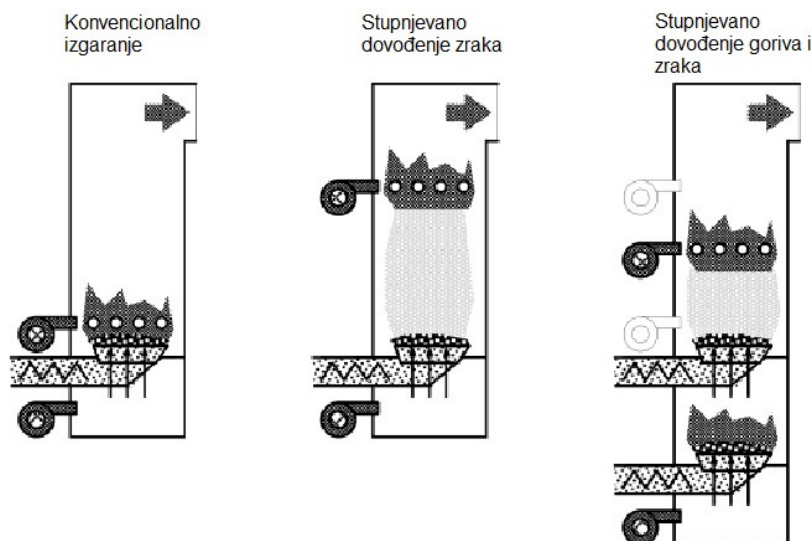 Konvencionalno
izgaranje
Stupnjevano
dovođenje zraka
Stupnjevano
dovođenje goriva i
zraka